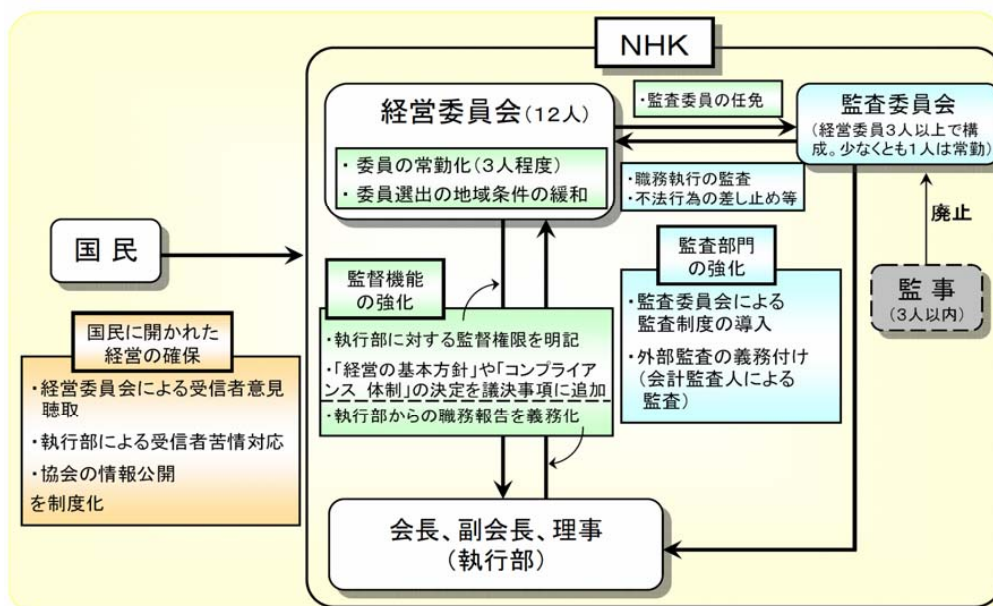 NHK
経営委員会(12人)
・委員の常勤化(3人程度)
・委員選出の地域条件の緩和
・監査委員の任免
監査委員会
(経営委員3人以上で構
成。少なくとも1人は常勤)
・職務執行の監査
・不法行為の差し止め等
廃止
監 事
(3人以内)
国 民
監督機能
の強化
・執行部に対する監督権限を明記
・「経営の基本方針」や「コンプライア
ンス 体制」の決定を議決事項に追加
・執行部からの職務報告を義務化
監査部門
の強化
・監査委員会による
監査制度の導入
・外部監査の義務付け
(会計監査人による
監査)
国民に開かれた
経営の確保
・経営委員会による受信者意見
聴取
・執行部による受信者苦情対応
・協会の情報公開
を制度化
会長、副会長、理事
(執行部)